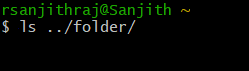 rsanjithraj@Sanjith ~
$ ls ../folder/